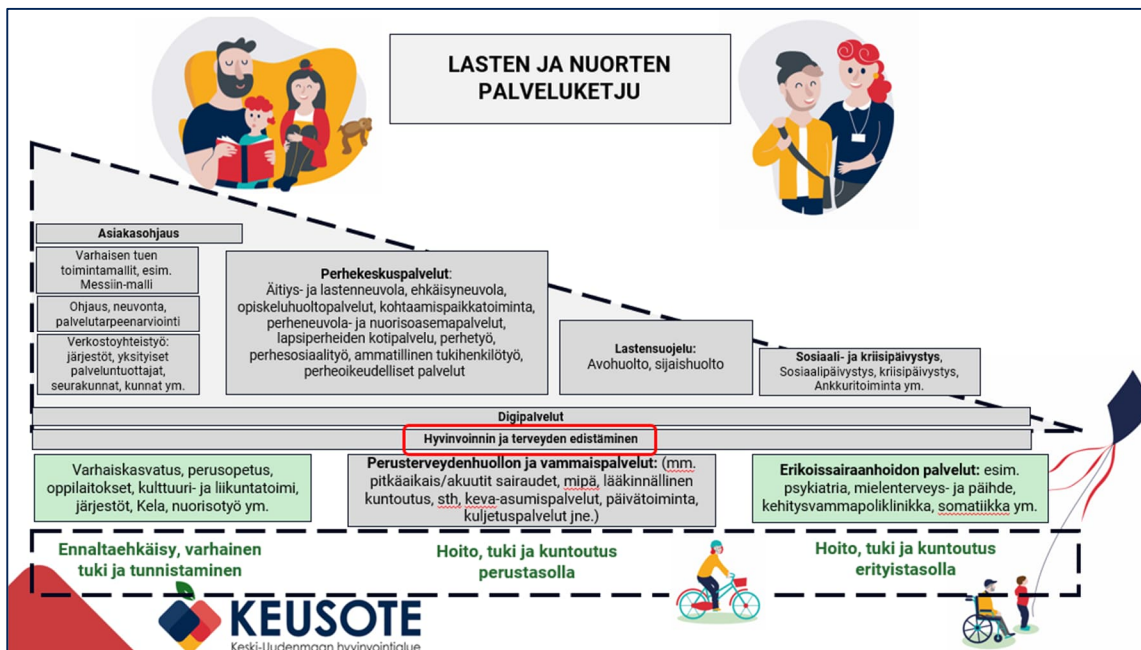 LASTEN JA NUORTEN
PALVELUKETJU
Asiakasohjaus
Varhaisen tuen
toimintamallit, esim.
Messiin-malli
Ohjaus, neuvonta,
palvelutarpeenarviointi
Verkostoyhteistyö:
järjestöt, yksityiset
palveluntuottajat,
seurakunnat, kunnat ym.
Perhekeskuspalvelut:
Äitiys- ja lastenneuvola, ehkäisyneuvola,
opiskeluhuoltopalvelut, kohtaamispaikkatoiminta,
perheneuvola- ja nuorisoasemapalvelut,
lapsiperheiden kotipalvelu, perhetyö,
perhesosiaalityö, ammatillinen tukihenkilötyö,
perheoikeudelliset palvelut
Lastensuojelu:
Avohuolto, sijaishuolto
Sosiaali- ja kriisipäivystys,
Sosiaalipäivystys, kriisipäivystys,
Ankkuritoiminta ym.
Digipalvelut
Hyvinvoinnin ja terveyden edistäminen
Varhaiskasvatus, perusopetus,
oppilaitokset, kulttuuri- ja liikuntatoimi,
järjestöt, Kela, nuorisotyö ym.
Perusterveydenhuollon ja vammaispalvelut: (mm.
pitkäaikais/akuutit sairaudet, mipä, lääkinnällinen
kuntoutus, sth, keva-asumispalvelut, päivätoiminta,
kuljetuspalvelut jne.)
Erikoissairaanhoidon palvelut: esim.
psykiatria, mielenterveys- ja päihde,
kehitysvammapoliklinikka, somatiikka ym.
Ennaltaehkäisy, varhainen
tuki ja tunnistaminen
Hoito, tuki ja kuntoutus
perustasolla
Hoito, tuki ja kuntoutus
erityistasolla
KEUSOTE
Keski-Uudenmaan hyvinvointialue